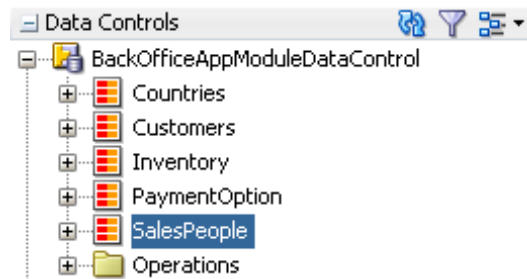 Data Controls
BackOfficeAppModuleDataControl
Countries
Customers
Inventory
PaymentOption
SalesPeople
Operations